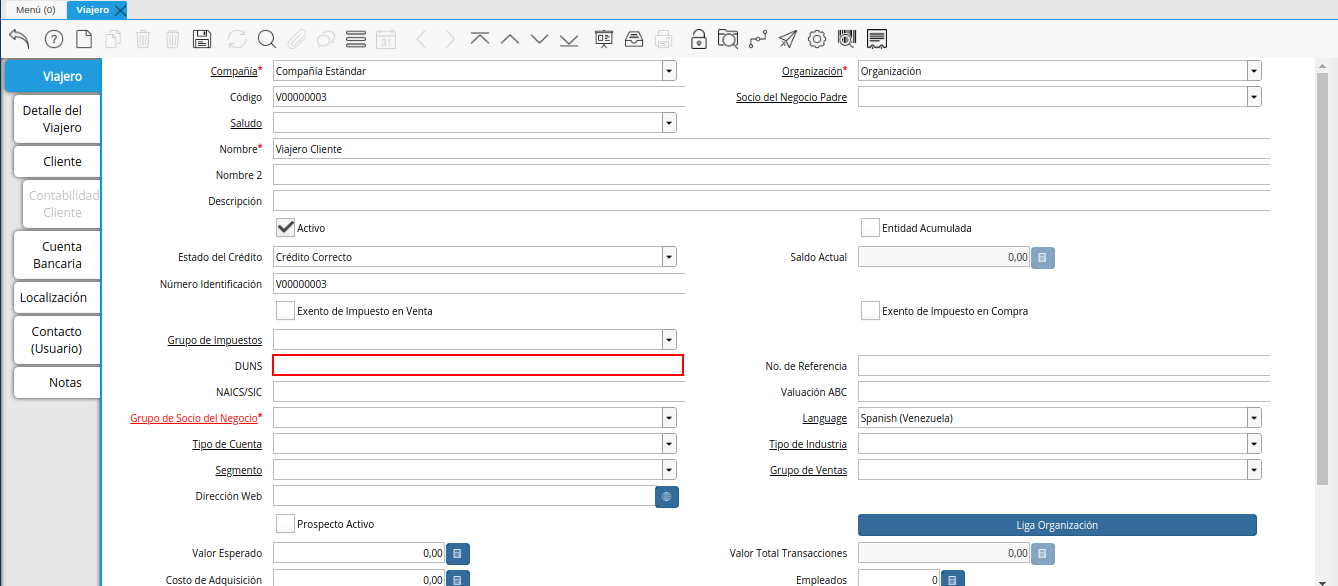 Menú (0)
Viajero
31
Viajero
Detalle del
Viajero
Cliente
Contabilidad
Cliente
Cuenta
Bancaria
Localización
Contacto
(Usuario)
Notas
Compañía* Compañía Estándar Organización* Organización
Código V00000003 Socio del Negocio Padre
Saludo
Nombre* Viajero Cliente
Nombre 2
Descripción
Activo Entidad Acumulada
Estado del Crédito Crédito Correcto Saldo Actual 0,00
Número Identificación V00000003
Exento de Impuesto en Venta Exento de Impuesto en Compra
Grupo de Impuestos
DUNS No. de Referencia
NAICS/SIC Valuación ABC
Grupo de Socio del Negocio* Language Spanish (Venezuela)
Tipo de Cuenta Tipo de Industria
Segmento Grupo de Ventas
Dirección Web
Prospecto Activo Liga Organización
Valor Esperado 0,00 Valor Total Transacciones 0,00
Costo de Adquisición 0,00 Empleados 0